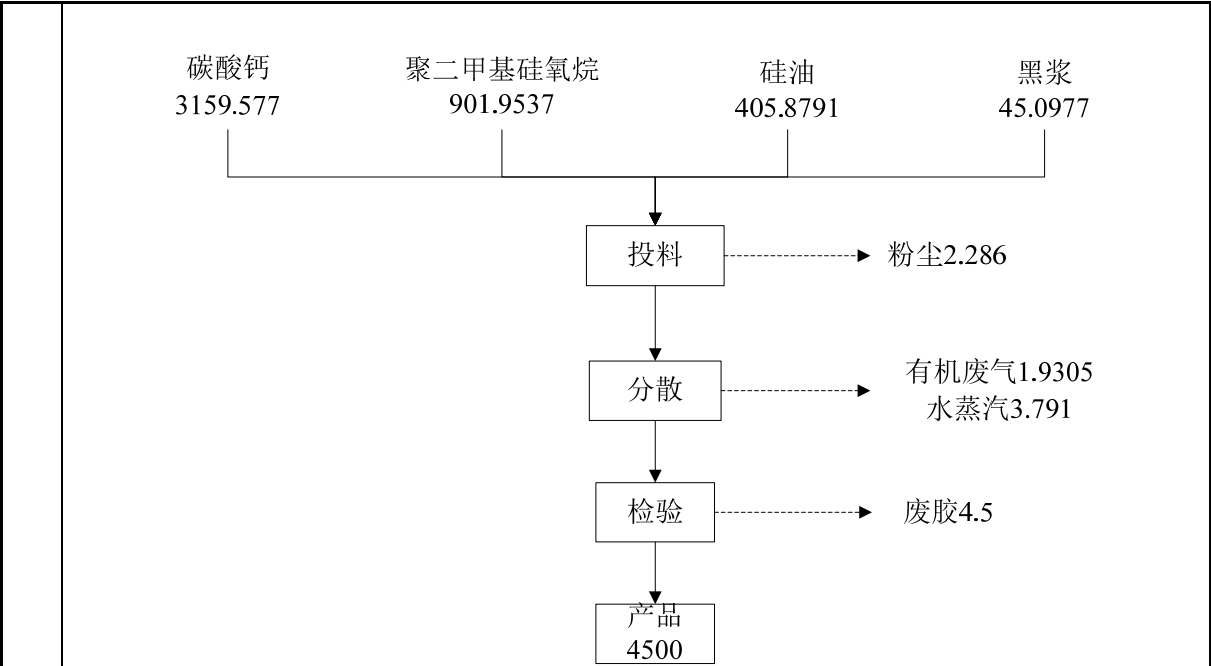 碳酸钙
3159.577
聚二甲基硅氧烷
901.9537
硅油
405.8791
黑浆
45.0977
投料
粉尘2.286
分散
有机废气1.9305
水蒸汽3.791
检验
废胶4.5
产品
4500